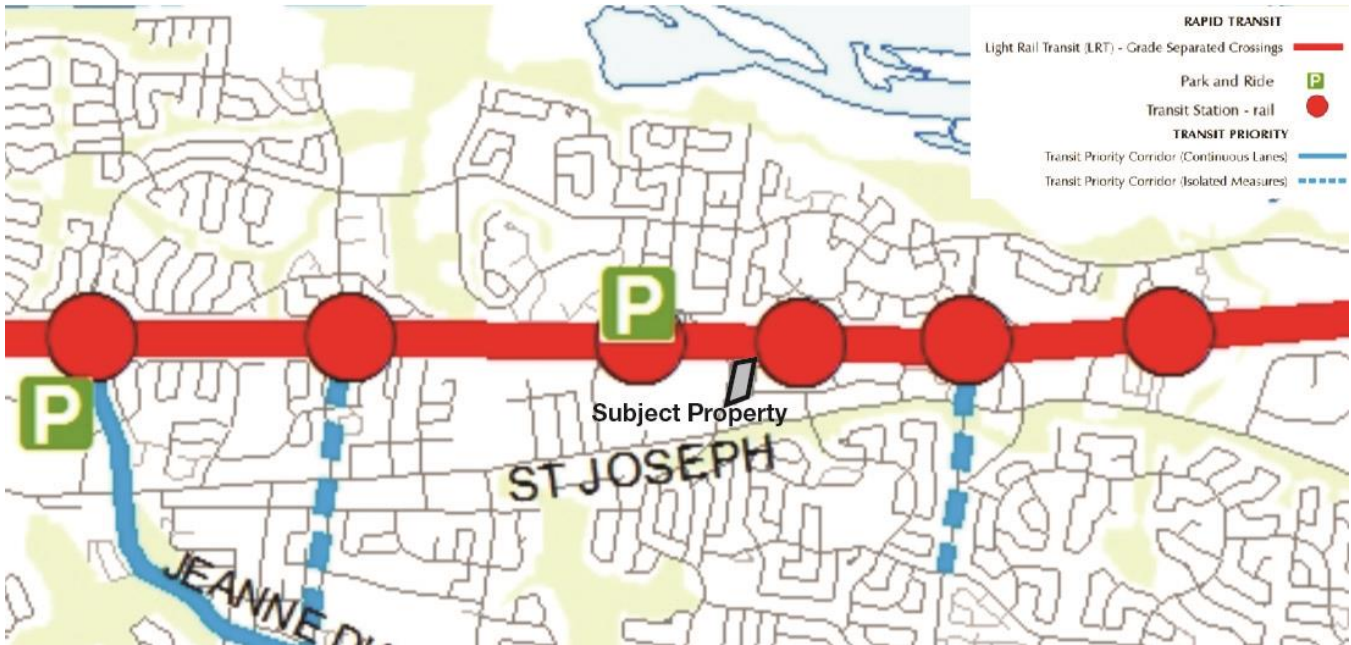 RAPID TRANSIT
Light Rail Transit (LRT) - Grade Separated Crossings
Park and Ride P
Transit Station - rail
TRANSIT PRIORITY
Transit Priority Corridor (Continuous Lanes)
Transit Priority Corridor (Isolated Measures)
P
P
Subject Property
ST JOSEPH
JEANNE